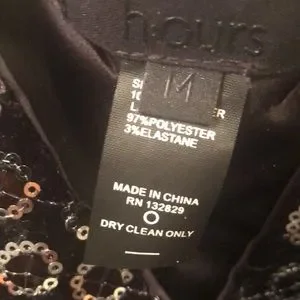 hours
M
97%POLYESTER
3%ELASTANE
MADE IN CHINA
RN 132829
DRY CLEAN ONLY